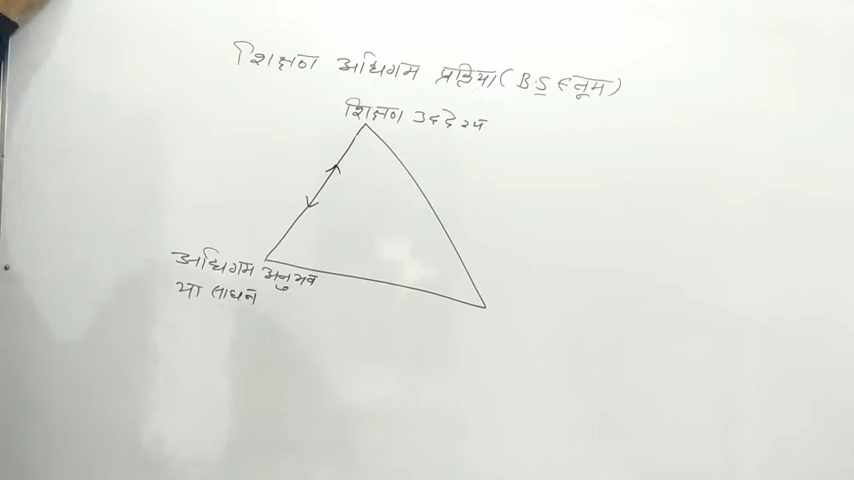 शिक्षण अधिगम प्रक्रिया (B.S ब्लूम)
शिक्षण उद्देश्य
अधिगम अनुभव
या साधन